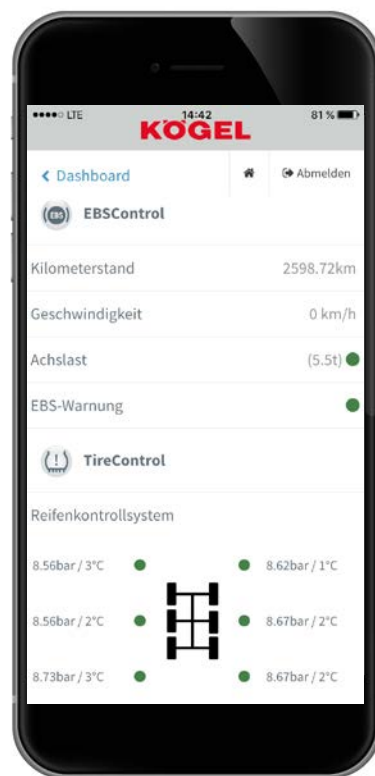 LTE 14:42 81 %
KÖGEL
Dashboard Abmelden
EBS EBSControl
Kilometerstand 2598.72km
Geschwindigkeit 0 km/h
Achslast (5.5t)
EBS-Warnung
TireControl
Reifenkontrollsystem
8.56bar / 3°C 8.62bar / 1°C
8.56bar / 2°C 8.67bar / 2°C
8.73bar / 3°C 8.67bar / 2°C